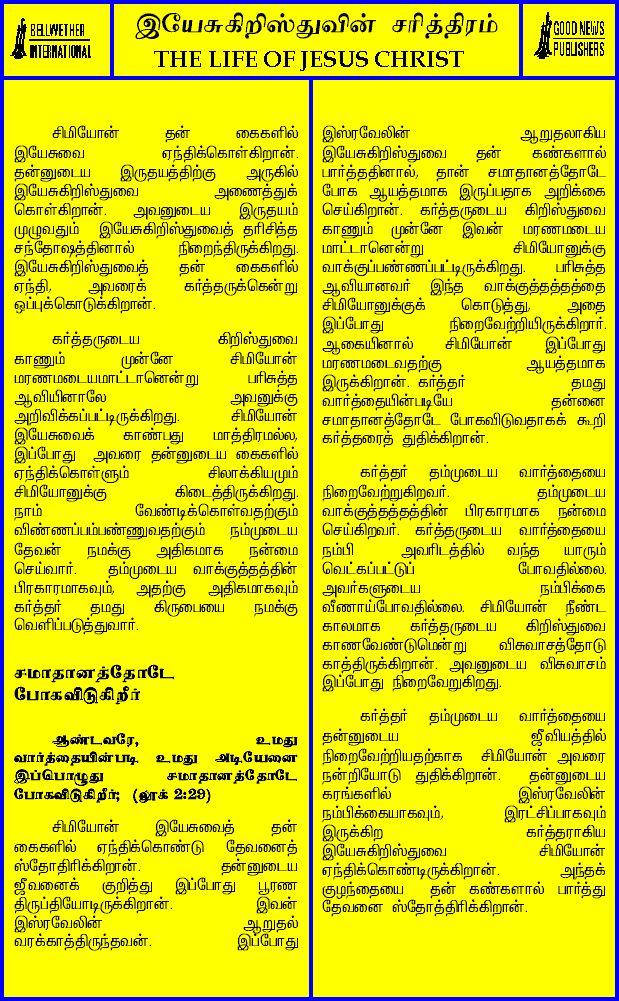 BELLWETHER
INTERNATIONAL
இயேசுகிறிஸ்துவின் சரித்திரம்
THE LIFE OF JESUS CHRIST
GOOD NEWS
PUBLISHERS
சிமியோன் தன் கைகளில்
இயேசுவை ஏந்திக்கொள்கிறான்.
தன்னுடைய இருதயத்திற்கு அருகில்
இயேசுகிறிஸ்துவை அணைத்துக்
கொள்கிறான். அவனுடைய இருதயம்
முழுவதும் இயேசுகிறிஸ்துவைத் தரிசித்த
சந்தோஷத்தினால் நிறைந்திருக்கிறது.
இயேசுகிறிஸ்துவைத் தன் கைகளில்
ஏந்தி, அவரைக் கர்த்தருக்கென்று
ஒப்புக்கொடுக்கிறான்.
கர்த்தருடைய கிறிஸ்துவை
காணும் முன்னே சிமியோன்
மரணமடையமாட்டானென்று பரிசுத்த
ஆவியினாலே அவனுக்கு
அறிவிக்கப்பட்டிருக்கிறது. சிமியோன்
இயேசுவைக் காண்பது மாத்திரமல்ல,
இப்போது அவரை தன்னுடைய கைகளில்
ஏந்திக்கொள்ளும் சிலாக்கியமும்
சிமியோனுக்கு கிடைத்திருக்கிறது.
நாம் வேண்டிக்கொள்வதற்கும்
விண்ணப்பம்பண்ணுவதற்கும் நம்முடைய
தேவன் நமக்கு அதிகமாக நன்மை
செய்வார். தம்முடைய வாக்குத்தத்தின்
பிரகாரமாகவும், அதற்கு அதிகமாகவும்
கர்த்தர் தமது கிருபையை நமக்கு
வெளிப்படுத்துவார்.
சமாதானத்தோடே
போகவிடுகிறீர்
ஆண்டவரே, உமது
வார்த்தையின்படி உமது அடியேனை
இப்பொழுது சமாதானத்தோடே
போகவிடுகிறீர்; (லூக் 2:29)
சிமியோன் இயேசுவைத் தன்
கைகளில் ஏந்திக்கொண்டு தேவனைத்
ஸ்தோதிரிக்கிறான். தன்னுடைய
ஜீவனைக் குறித்து இப்போது பூரண
திருப்தியோடிருக்கிறான். இவன்
இஸ்ரவேலின் ஆறுதல்
வரக்காத்திருந்தவன். இப்போது
இஸ்ரவேலின் ஆறுதலாகிய
இயேசுகிறிஸ்துவை தன் கண்களால்
பார்த்ததினால், தான் சமாதானத்தோடே
போக ஆயத்தமாக இருப்பதாக அறிக்கை
செய்கிறான். கர்த்தருடைய கிறிஸ்துவை
காணும் முன்னே இவன் மரணமடைய
மாட்டானென்று சிமியோனுக்கு
வாக்குப்பண்ணப்பட்டிருக்கிறது. பரிசுத்த
ஆவியானவர் இந்த வாக்குத்தத்தத்தை
சிமியோனுக்குக் கொடுத்து, அதை
இப்போது நிறைவேற்றியிருக்கிறார்.
ஆகையினால் சிமியோன் இப்போது
மரணமடைவதற்கு ஆயத்தமாக
இருக்கிறான். கர்த்தர் தமது
வார்த்தையின்படியே தன்னை
சமாதானத்தோடே போகவிடுவதாகக் கூறி
கர்த்தரைத் துதிக்கிறான்.
கர்த்தர் தம்முடைய வார்த்தையை
நிறைவேற்றுகிறவர். தம்முடைய
வாக்குத்தத்தத்தின் பிரகாரமாக நன்மை
செய்கிறவர். கர்த்தருடைய வார்த்தையை
நம்பி அவரிடத்தில் வந்த யாரும்
வெட்கப்பட்டுப் போவதில்லை.
அவர்களுடைய நம்பிக்கை
வீணாய்போவதில்லை. சிமியோன் நீண்ட
காலமாக கர்த்தருடைய கிறிஸ்துவை
காணவேண்டுமென்று விசுவாசத்தோடு
காத்திருக்கிறான். அவனுடைய விசுவாசம்
இப்போது நிறைவேறுகிறது.
கர்த்தர் தம்முடைய வார்த்தையை
தன்னுடைய ஜீவியத்தில்
நிறைவேற்றியதற்காக சிமியோன் அவரை
நன்றியோடு துதிக்கிறான். தன்னுடைய
கரங்களில் இஸ்ரவேலின்
நம்பிக்கையாகவும், இரட்சிப்பாகவும்
இருக்கிற கர்த்தராகிய
இயேசுகிறிஸ்துவை சிமியோன்
ஏந்திக்கொண்டிருக்கிறான். அந்தக்
குழந்தையை தன் கண்களால் பார்த்து
தேவனை ஸ்தோத்திரிக்கிறான்.